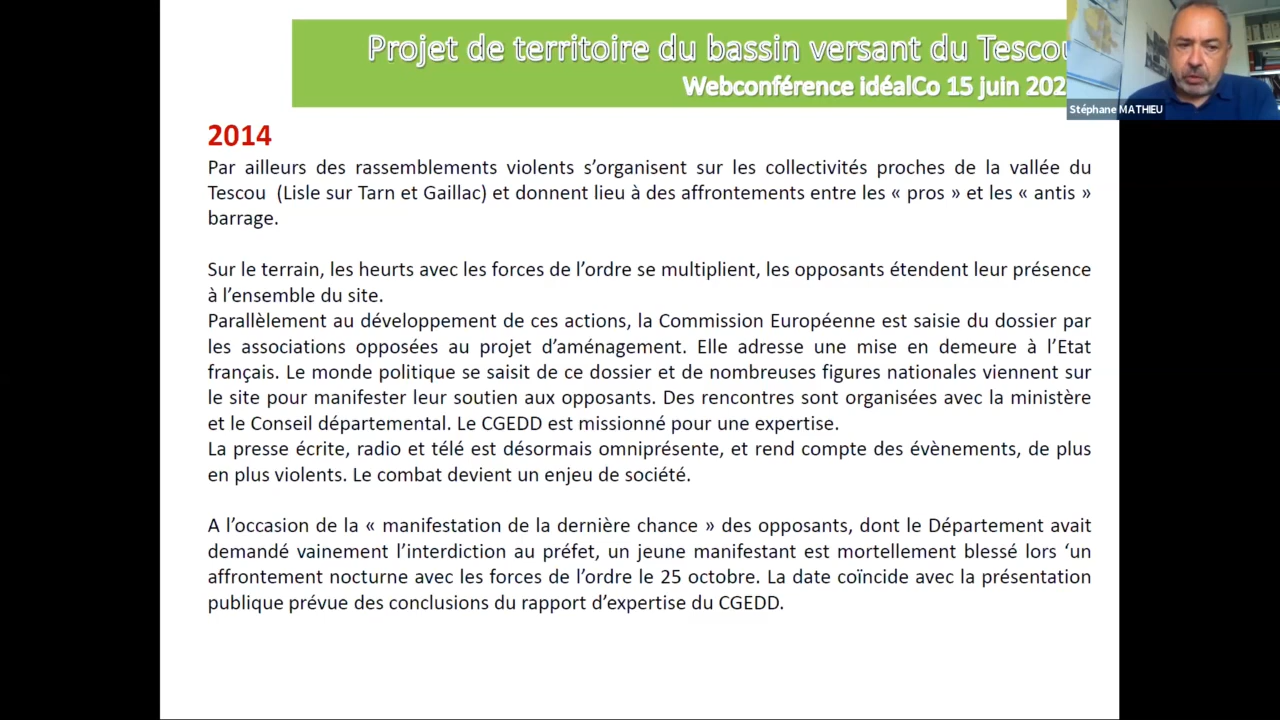 Projet de territoire du bassin versant du Tescou
Webconférence idéalCo 15 juin 202
Stéphane MATHIEU
2014
Par ailleurs des rassemblements violents s’organisent sur les collectivités proches de la vallée du
Tescou (Lisle sur Tarn et Gaillac) et donnent lieu à des affrontements entre les « pros » et les « antis »
barrage.
Sur le terrain, les heurts avec les forces de l’ordre se multiplient, les opposants étendent leur présence
à l’ensemble du site.
Parallèlement au développement de ces actions, la Commission Européenne est saisie du dossier par
les associations opposées au projet d’aménagement. Elle adresse une mise en demeure à l’Etat
français. Le monde politique se saisit de ce dossier et de nombreuses figures nationales viennent sur
le site pour manifester leur soutien aux opposants. Des rencontres sont organisées avec la ministère
et le Conseil départemental. Le CGEDD est missionné pour une expertise.
La presse écrite, radio et télé est désormais omniprésente, et rend compte des évènements, de plus
en plus violents. Le combat devient un enjeu de société.
A l’occasion de la « manifestation de la dernière chance » des opposants, dont le Département avait
demandé vainement l’interdiction au préfet, un jeune manifestant est mortellement blessé lors ‘un
affrontement nocturne avec les forces de l’ordre le 25 octobre. La date coïncide avec la présentation
publique prévue des conclusions du rapport d’expertise du CGEDD.